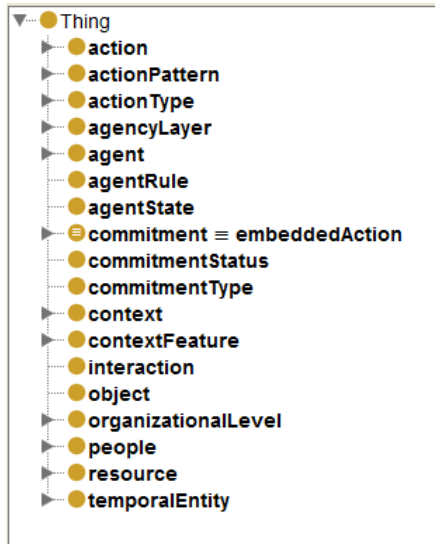 Thing
action
actionPattern
actionType
agencyLayer
agent
agentRule
agentState
commitment ≡ embeddedAction
commitmentStatus
commitmentType
context
contextFeature
interaction
object
organizationalLevel
people
resource
temporalEntity